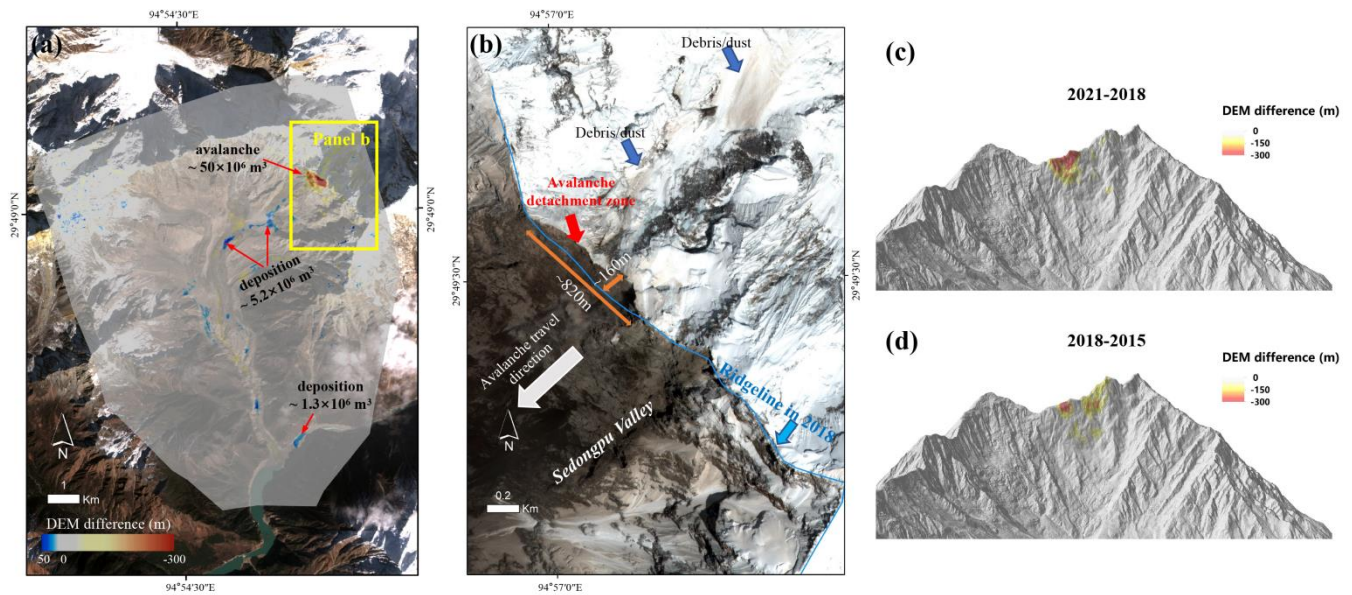 94°54'30"E
(a)
Panel b
avalanche
~ 50×10⁶ m³
29°49'0"N
29°49'0"N
deposition
~ 5.2×10⁶ m³
deposition
~ 1.3×10⁶ m³
N
1
Km
DEM difference (m)
50 0 -300
94°54'30"E
94°57'0"E
(b)
Debris/dust
Debris/dust
Avalanche
detachment zone
~160m
~820m
29°49'30"N
29°49'30"N
Avalanche travel
direction
Ridgeline in 2018
N
Sedongpu Valley
0.2
Km
94°57'0"E
(c)
2021-2018
DEM difference (m)
0
-150
-300
(d)
2018-2015
DEM difference (m)
0
-150
-300